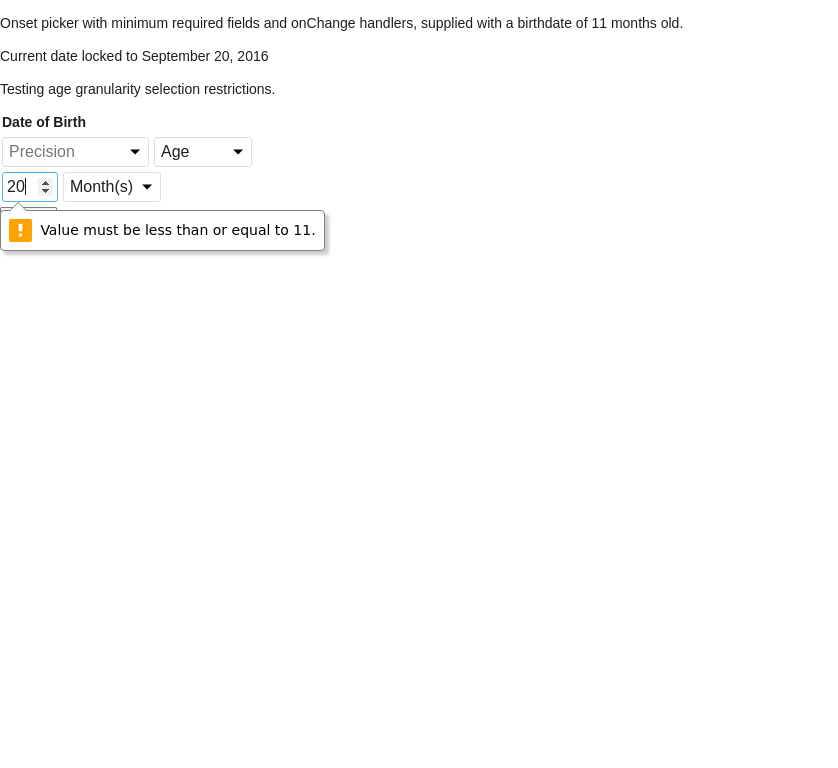 Onset picker with minimum required fields and onChange handlers, supplied with a birthdate of 11 months old.
Current date locked to September 20, 2016
Testing age granularity selection restrictions.
Date of Birth
Precision Age
20 Month(s)
Value must be less than or equal to 11.